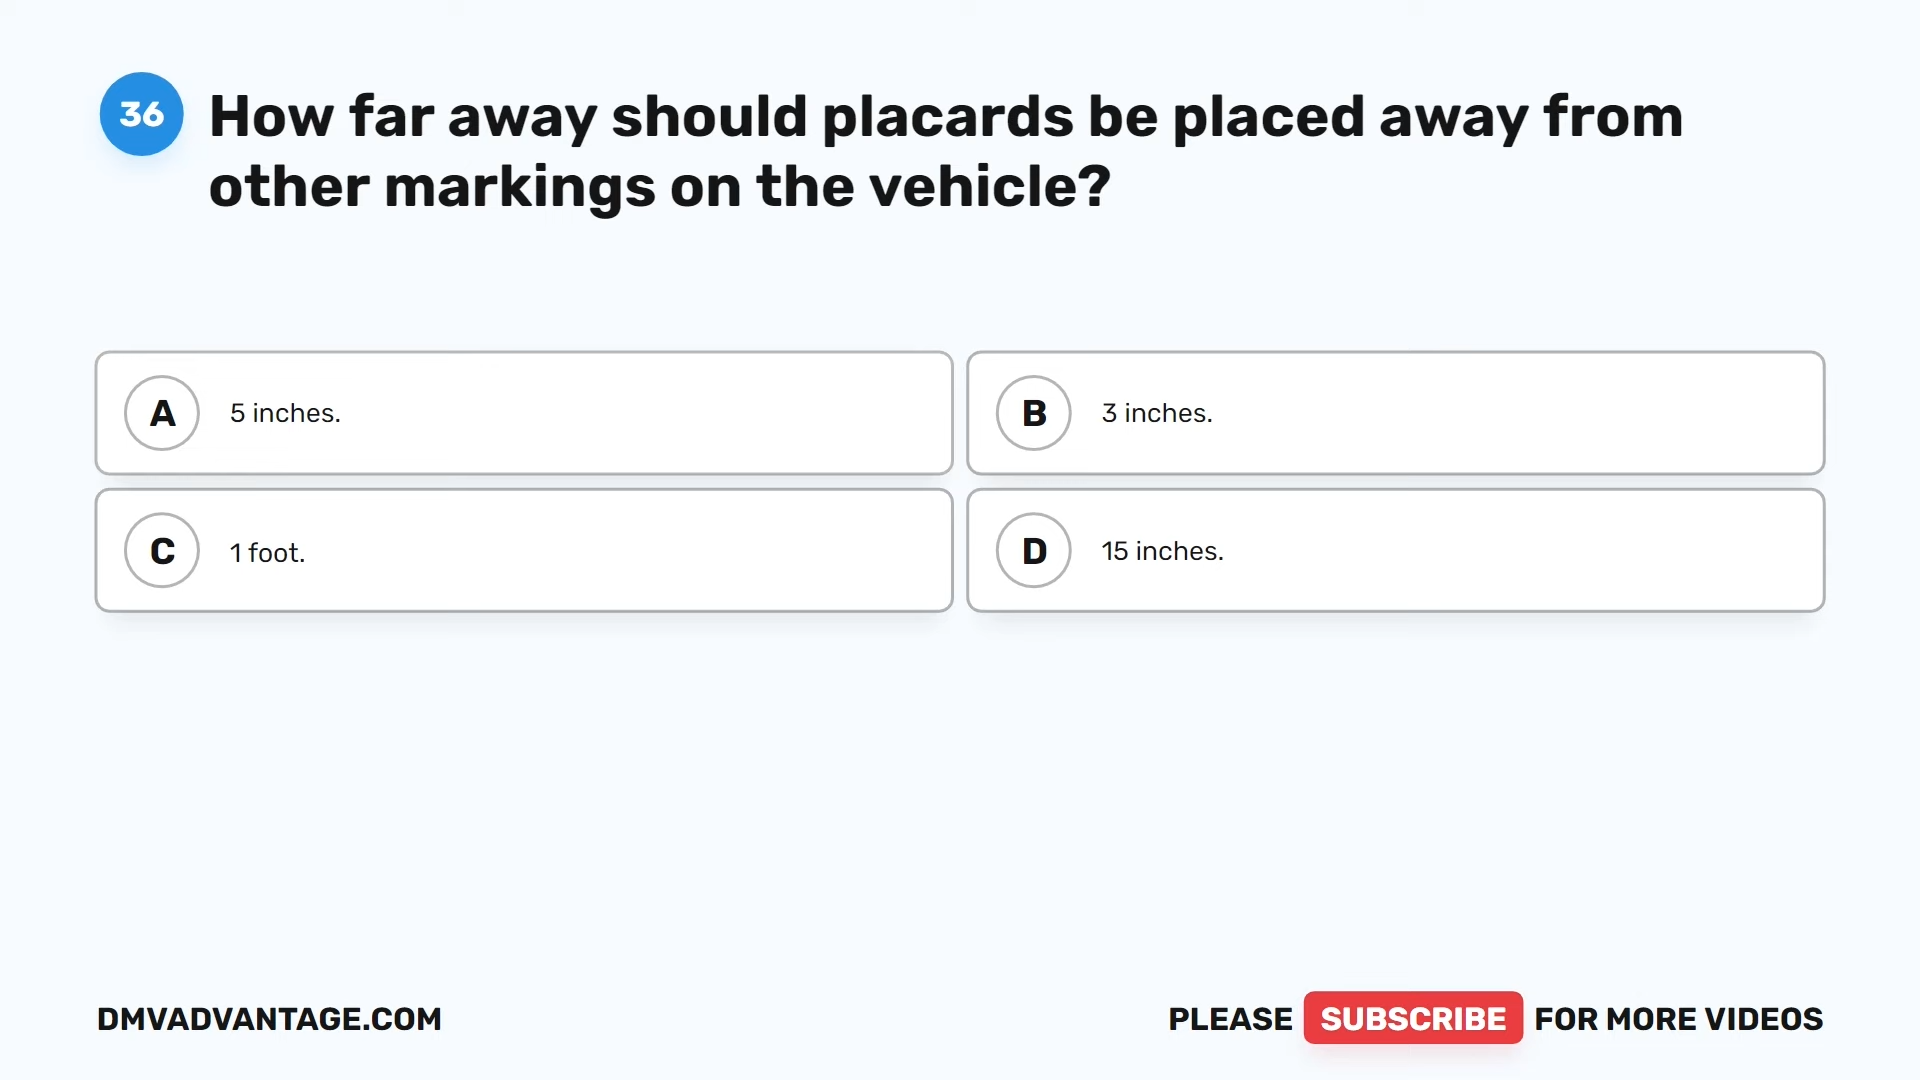 36
How far away should placards be placed away from
other markings on the vehicle?
A 5 inches.
B 3 inches.
C 1 foot.
D 15 inches.
DMVADVANTAGE.COM
PLEASE SUBSCRIBE FOR MORE VIDEOS